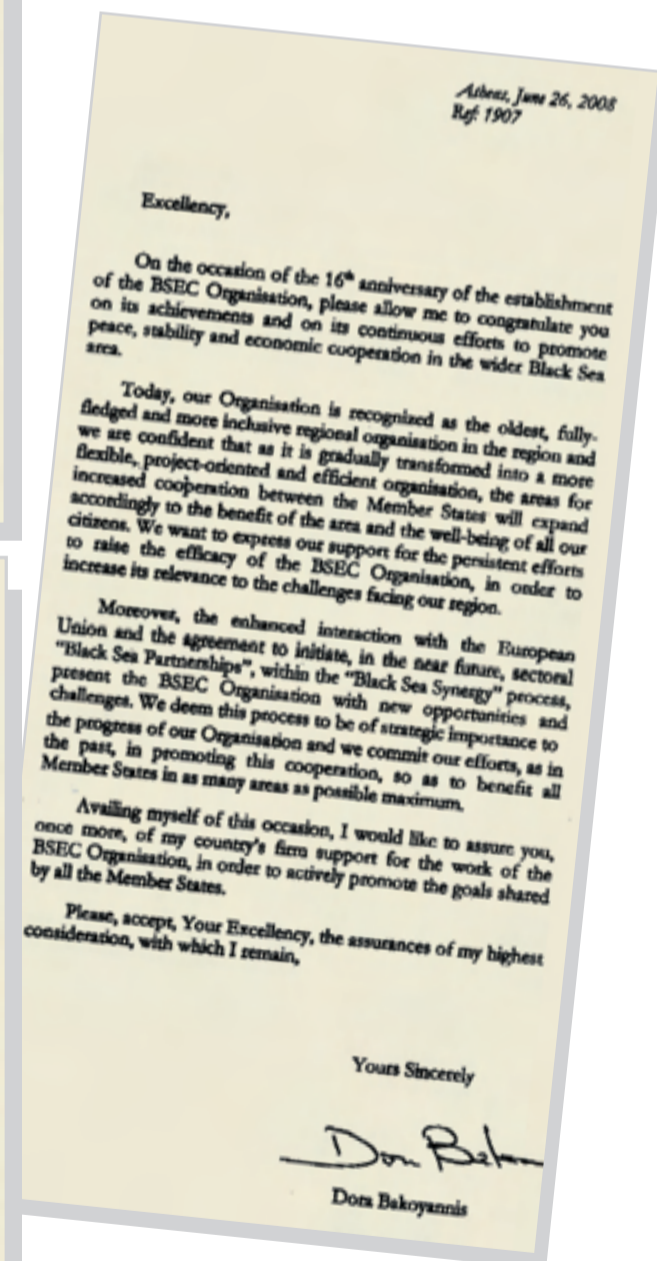 Athens, June 26, 2008
Ref: 1907
Excellency,
On the occasion of the 16th anniversary of the establishment
of the BSEC Organisation, please allow me to congratulate you
on its achievements and on its continuous efforts to promote
peace, stability and economic cooperation in the wider Black Sea
area.
Today, our Organisation is recognized as the oldest, fully-
fledged and more inclusive regional organisation in the region and
we are confident that as it is gradually transformed into a more
flexible, project-oriented and efficient organisation, the areas for
increased cooperation between the Member States will expand
accordingly to the benefit of the area and the well-being of all our
citizens. We want to express our support for the persistent efforts
to raise the efficacy of the BSEC Organisation, in order to
increase its relevance to the challenges facing our region.
Moreover, the enhanced interaction with the European
Union and the agreement to initiate, in the near future, sectoral
"Black Sea Partnerships", within the "Black Sea Synergy" process,
present the BSEC Organisation with new opportunities and
challenges. We deem this process to be of strategic importance to
the progress of our Organisation and we commit our efforts, as in
the past, in promoting this cooperation, so as to benefit all
Member States in as many areas as possible maximum.
Availing myself of this occasion, I would like to assure you,
once more, of my country's firm support for the work of the
BSEC Organisation, in order to actively promote the goals shared
by all the Member States.
Please, accept, Your Excellency, the assurances of my highest
consideration, with which I remain,
Yours Sincerely
Dora Bakoyannis